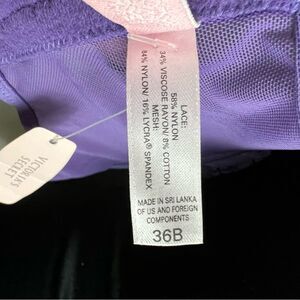 LACE:
58% NYLON
34% VISCOSE RAYON/ 8% COTTON
MESH:
84% NYLON/ 16% LYCRA® SPANDEX
MADE IN SRI LANKA
OF US AND FOREIGN
COMPONENTS
36B
VICTORIA'S
SECRET